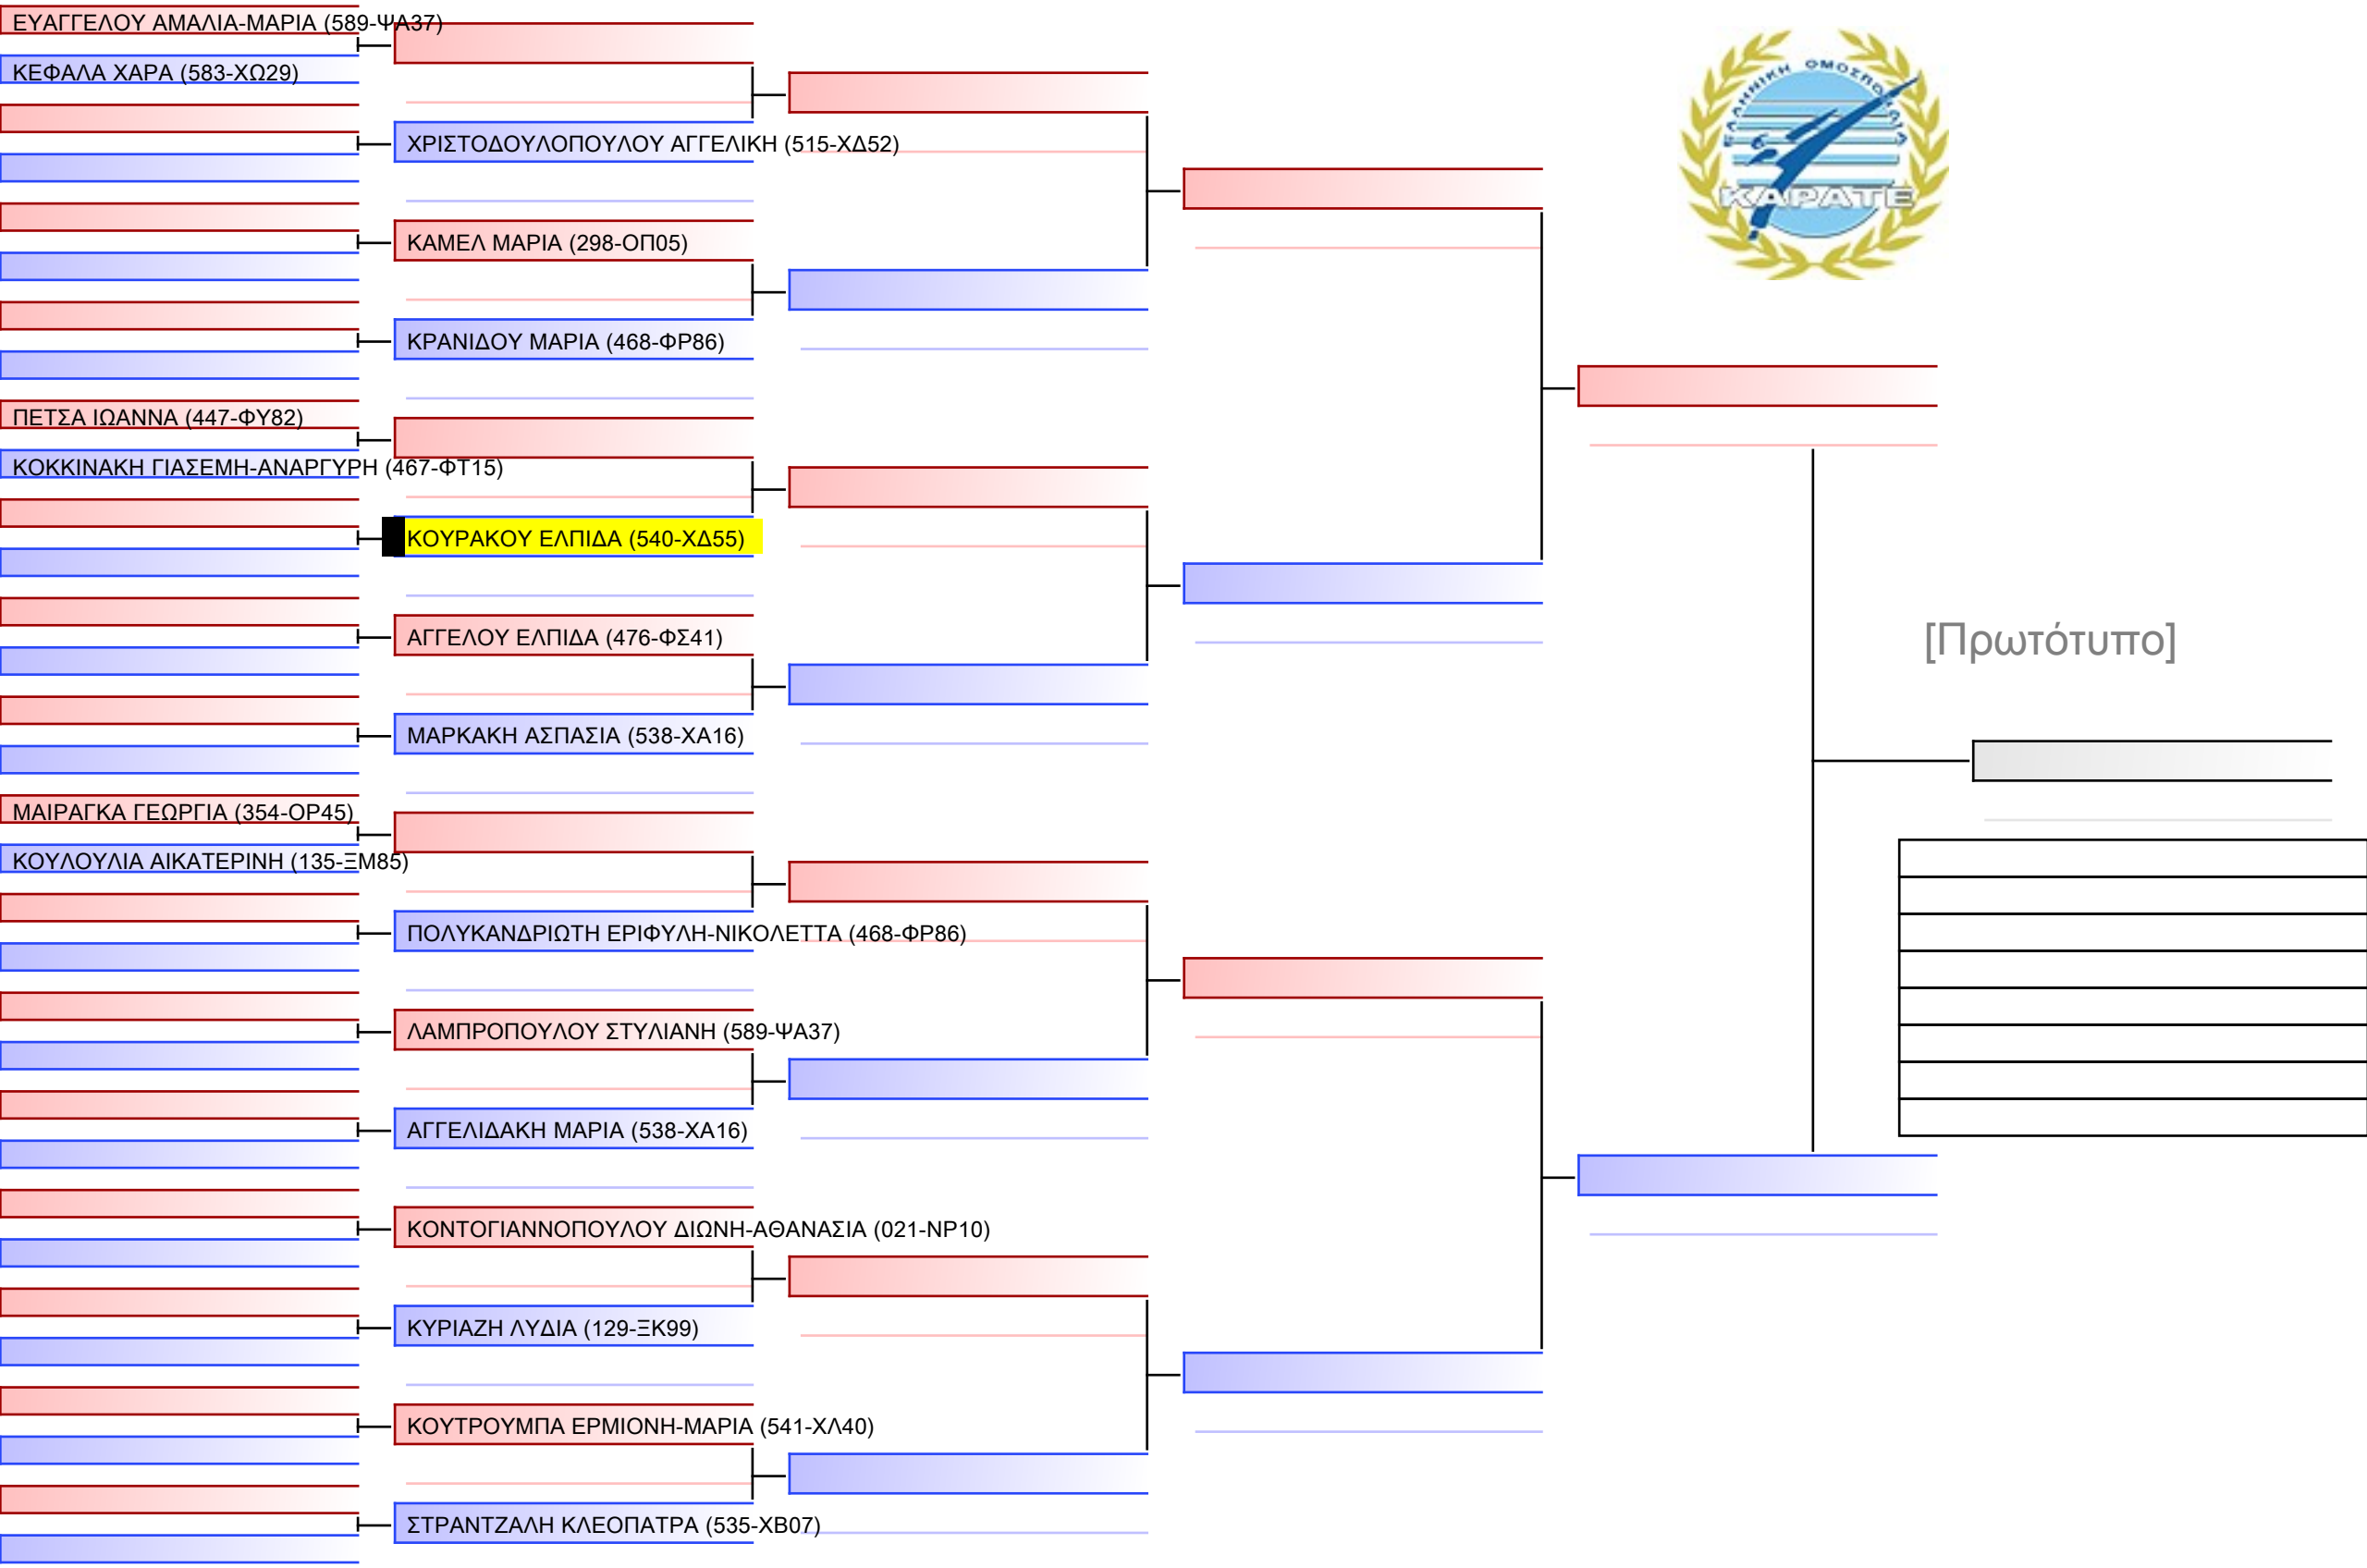 ΕΥΑΓΓΕΛΟΥ ΑΜΑΛΙΑ-ΜΑΡΙΑ (589-ΨΑ37)
ΚΕΦΑΛΑ ΧΑΡΑ (583-ΧΩ29)
ΧΡΙΣΤΟΔΟΥΛΟΠΟΥΛΟΥ ΑΓΓΕΛΙΚΗ (515-ΧΔ52)
ΚΑΜΕΛ ΜΑΡΙΑ (298-ΟΠ05)
ΚΡΑΝΙΔΟΥ ΜΑΡΙΑ (468-ΦΡ86)
ΠΕΤΣΑ ΙΩΑΝΝΑ (447-ΦΥ82)
ΚΟΚΚΙΝΑΚΗ ΓΙΑΣΕΜΗ-ΑΝΑΡΓΥΡΗ (467-ΦΤ15)
ΚΟΥΡΑΚΟΥ ΕΛΠΙΔΑ (540-ΧΔ55)
ΑΓΓΕΛΟΥ ΕΛΠΙΔΑ (476-ΦΣ41)
ΜΑΡΚΑΚΗ ΑΣΠΑΣΙΑ (538-ΧΑ16)
ΜΑΙΡΑΓΚΑ ΓΕΩΡΓΙΑ (354-ΟΡ45)
ΚΟΥΛΟΥΛΙΑ ΑΙΚΑΤΕΡΙΝΗ (135-ΞΜ85)
ΠΟΛΥΚΑΝΔΡΙΩΤΗ ΕΡΙΦΥΛΗ-ΝΙΚΟΛΕΤΤΑ (468-ΦΡ86)
ΛΑΜΠΡΟΠΟΥΛΟΥ ΣΤΥΛΙΑΝΗ (589-ΨΑ37)
ΑΓΓΕΛΙΔΑΚΗ ΜΑΡΙΑ (538-ΧΑ16)
ΚΟΝΤΟΓΙΑΝΝΟΠΟΥΛΟΥ ΔΙΩΝΗ-ΑΘΑΝΑΣΙΑ (021-ΝΡ10)
ΚΥΡΙΑΖΗ ΛΥΔΙΑ (129-ΞΚ99)
ΚΟΥΤΡΟΥΜΠΑ ΕΡΜΙΟΝΗ-ΜΑΡΙΑ (541-ΧΛ40)
ΣΤΡΑΝΤΖΑΛΗ ΚΛΕΟΠΑΤΡΑ (535-ΧΒ07)
ΕΛΛΗΝΙΚΗ ΟΜΟΣΠΟΝΔΙΑ
ΚΑΡΑΤΕ
[Πρωτότυπο]